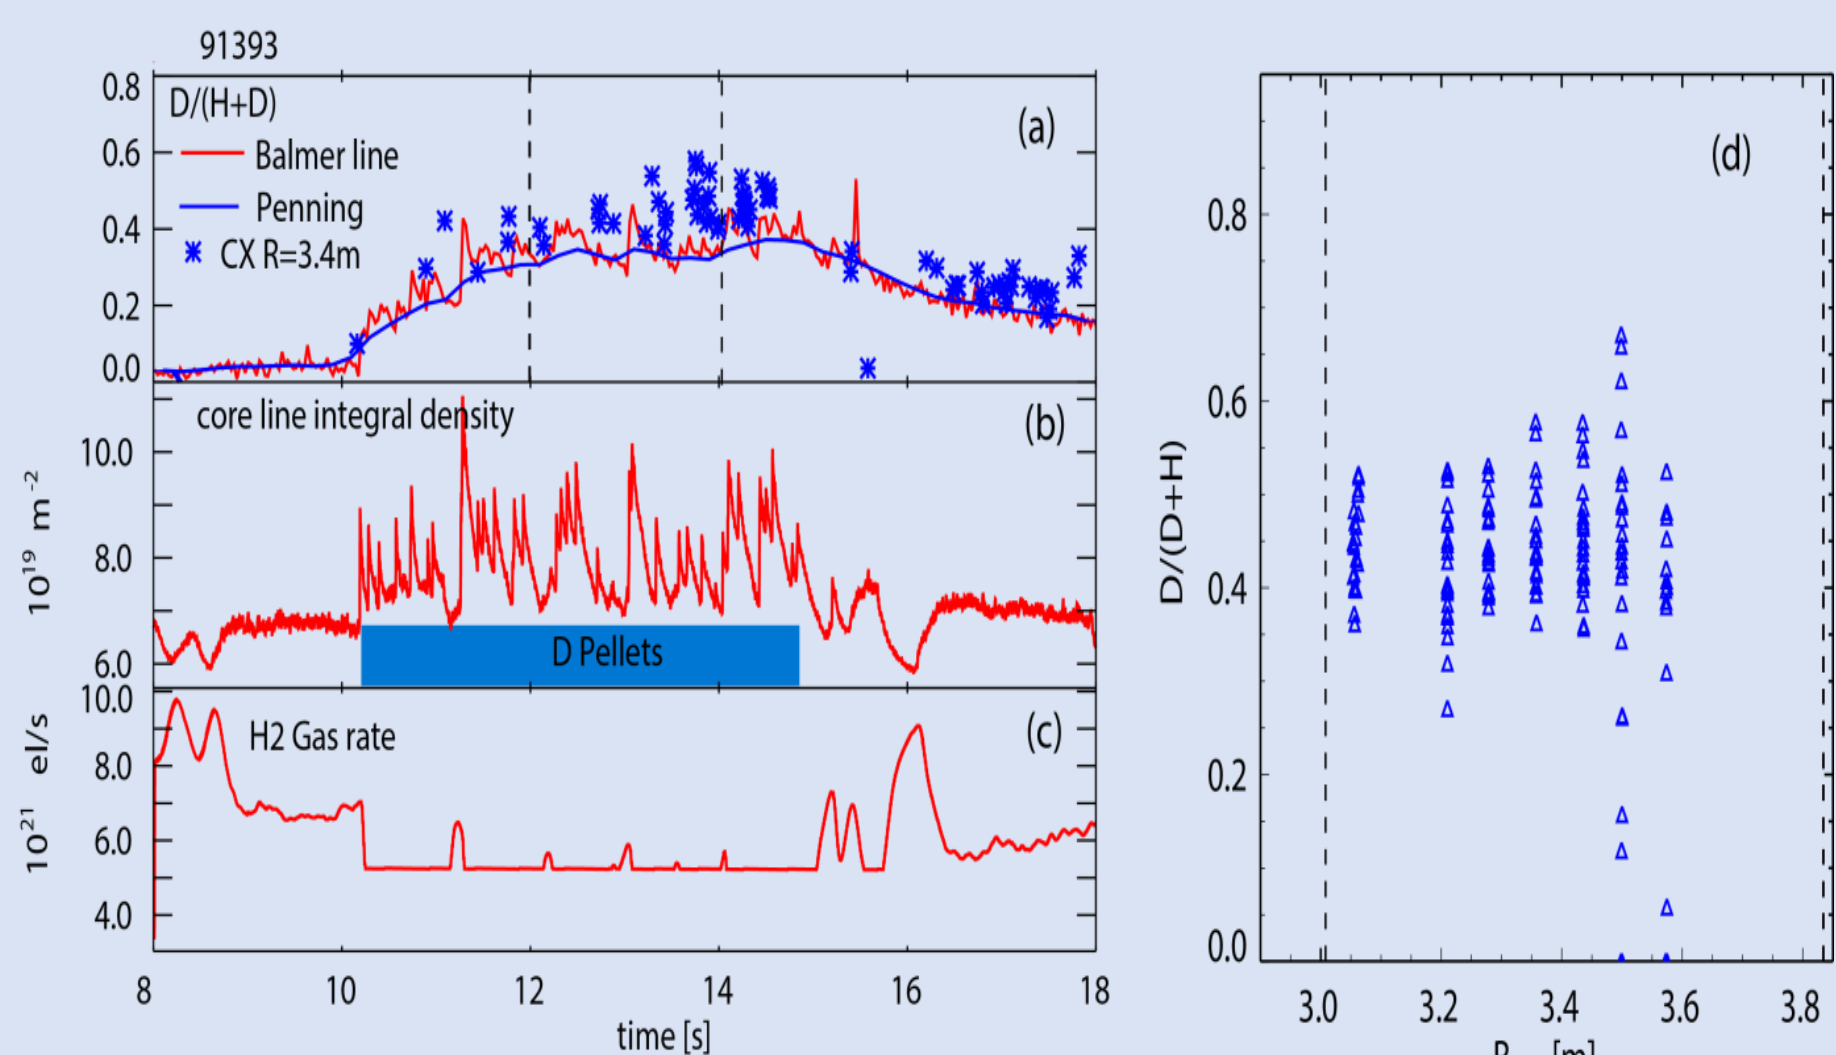 91393
0.8
D/(H+D)
(a)
0.6
Balmer line
Penning
0.4
CX R=3.4m
0.2
0.0
core line integral density
(b)
10.0
8.0
10¹⁹ m⁻²
D Pellets
6.0
10.0
H2 Gas rate
(c)
8.0
10²¹ el/s
6.0
4.0
8 10 12 14 16 18
time [s]
(d)
0.8
0.6
D/(D+H)
0.4
0.2
0.0
3.0 3.2 3.4 3.6 3.8
[m]